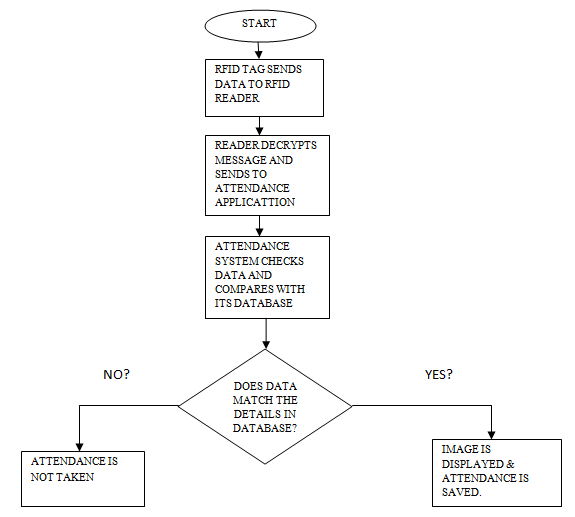 START
RFID TAG SENDS
DATA TO RFID
READER
READER DECRYPTS
MESSAGE AND
SENDS TO
ATTENDANCE
APPLICATTION
ATTENDANCE
SYSTEM CHECKS
DATA AND
COMPARES WITH
ITS DATABASE
NO?
YES?
DOES DATA
MATCH THE
DETAILS IN
DATABASE?
ATTENDANCE IS
NOT TAKEN
IMAGE IS
DISPLAYED &
ATTENDANCE IS
SAVED.